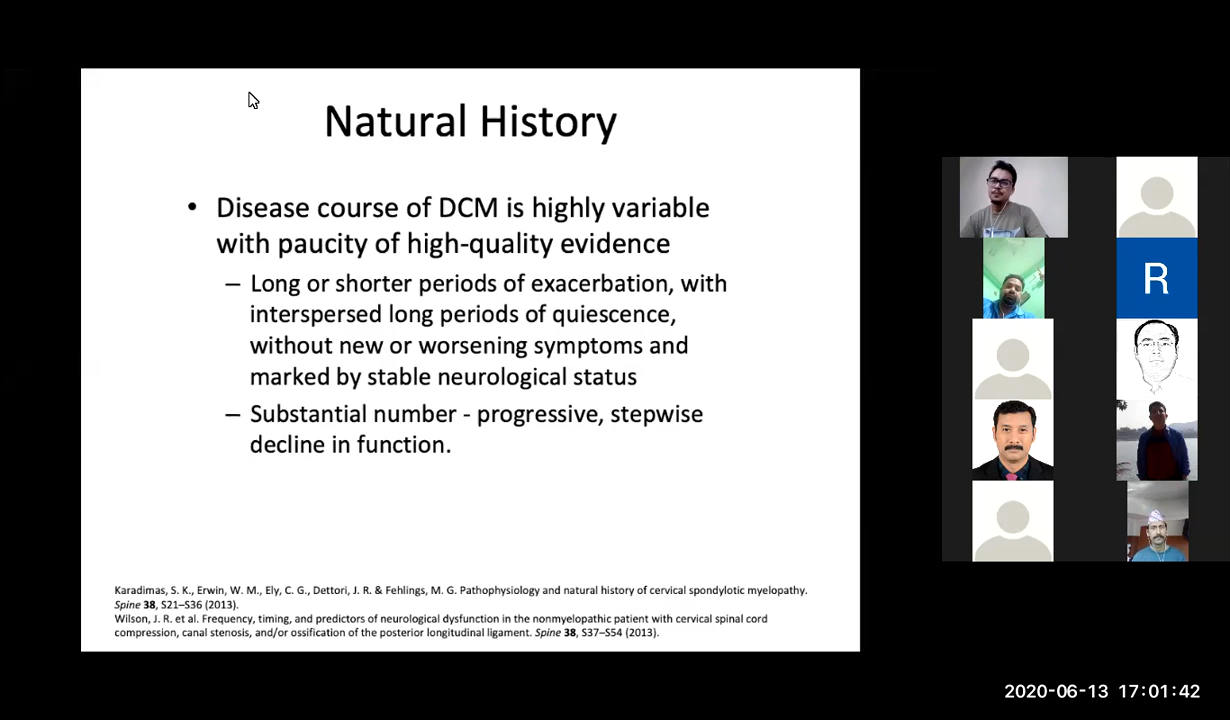 Natural History
• Disease course of DCM is highly variable
with paucity of high-quality evidence
– Long or shorter periods of exacerbation, with
interspersed long periods of quiescence,
without new or worsening symptoms and
marked by stable neurological status
– Substantial number - progressive, stepwise
decline in function.
Karadimas, S. K., Erwin, W. M., Ely, C. G., Dettori, J. R. & Fehlings, M. G. Pathophysiology and natural history of cervical spondylotic myelopathy.
Spine 38, S21–S36 (2013).
Wilson, J. R. et al. Frequency, timing, and predictors of neurological dysfunction in the nonmyelopathic patient with cervical spinal cord
compression, canal stenosis, and/or ossification of the posterior longitudinal ligament. Spine 38, S37–S54 (2013).
R
2020-06-13 17:01:42